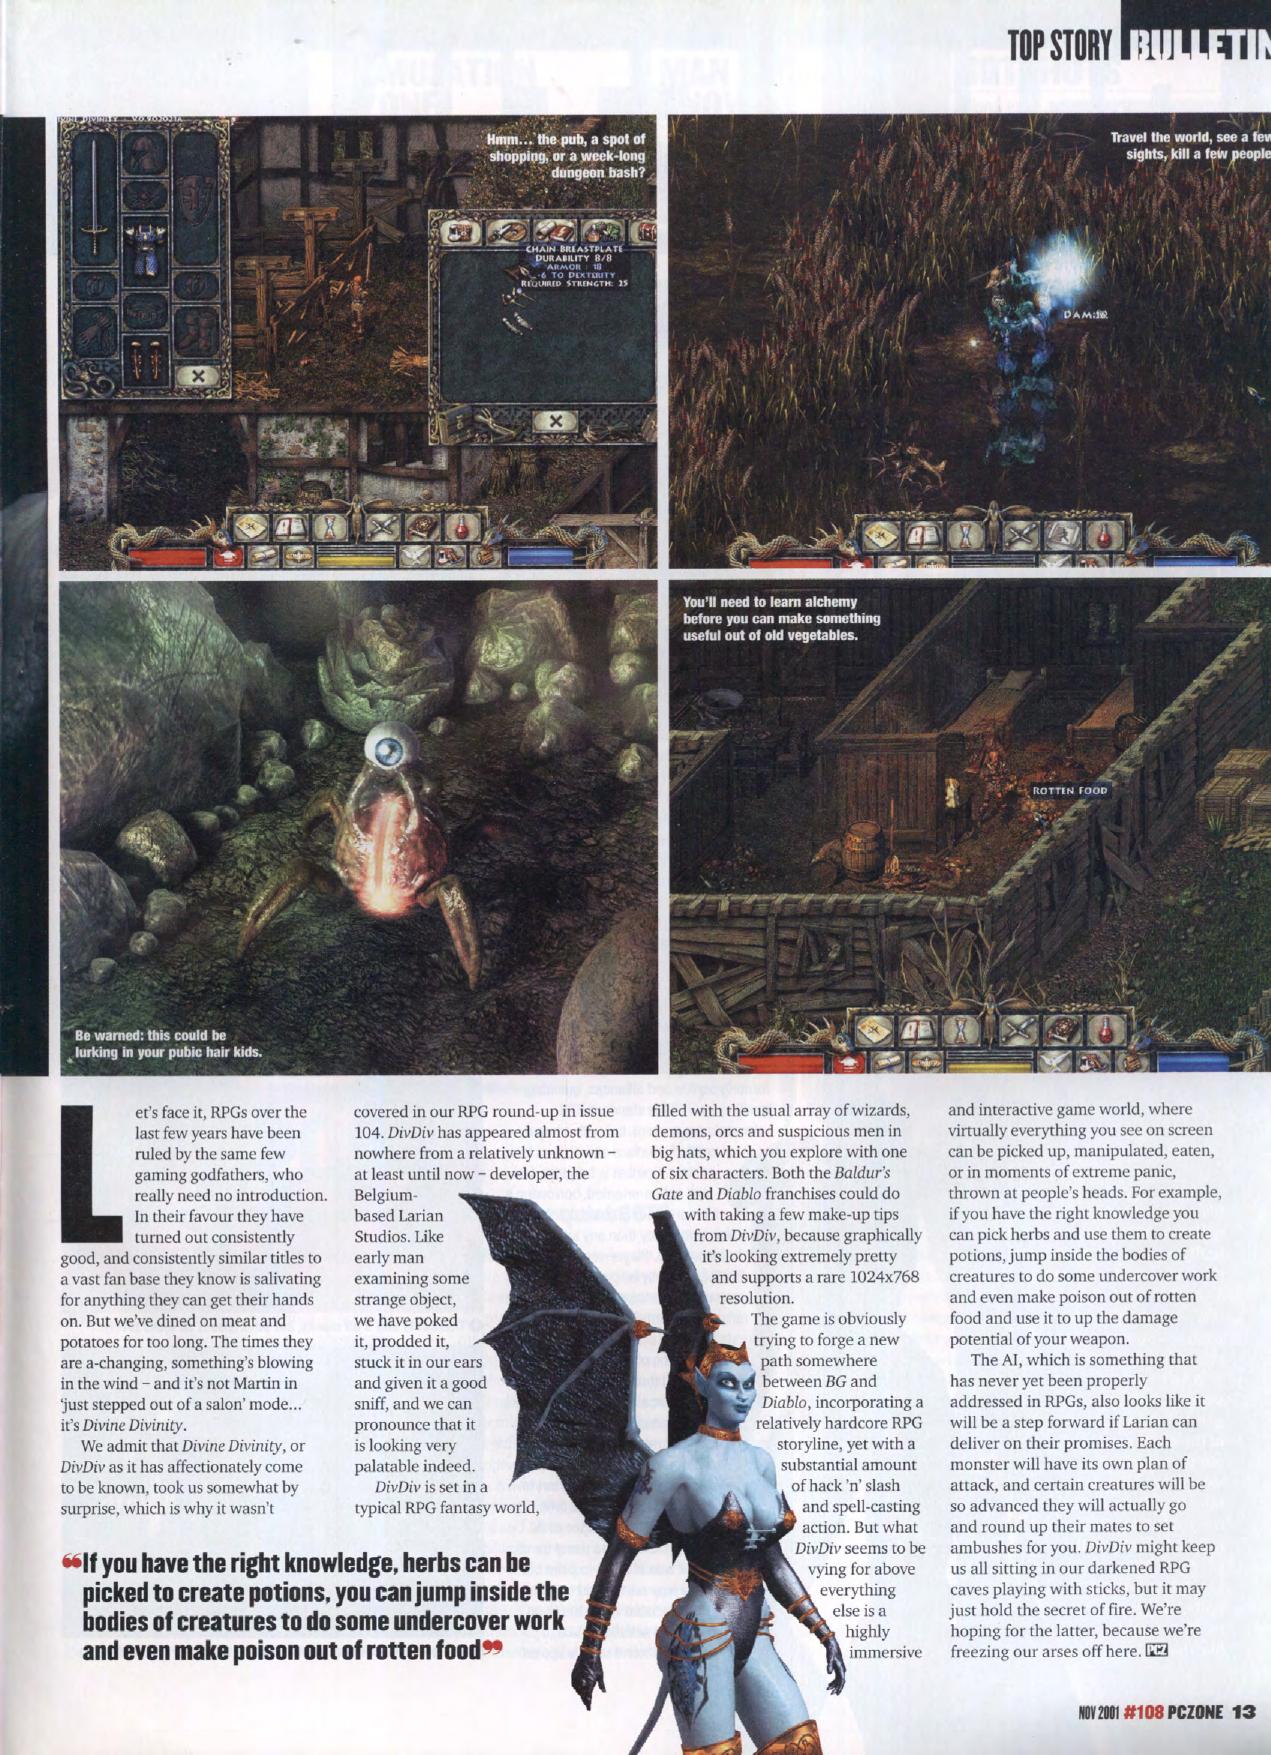 TOP STORY BULLETIN
Hmm... the pub, a spot of
shopping, or a week-long
dungeon bash?
CHAIN BREASTPLATE
DURABILITY 8/8
ARMOR : 18
-6 TO DEXTERITY
REQUIRED STRENGTH: 25
Travel the world, see a few
sights, kill a few people
Be warned: this could be
lurking in your pubic hair kids.
You'll need to learn alchemy
before you can make something
useful out of old vegetables.
ROTTEN FOOD
Let's face it, RPGs over the
last few years have been
ruled by the same few
gaming godfathers, who
really need no introduction.
In their favour they have
turned out consistently
good, and consistently similar titles to
a vast fan base they know is salivating
for anything they can get their hands
on. But we've dined on meat and
potatoes for too long. The times they
are a-changing, something's blowing
in the wind – and it's not Martin in
'just stepped out of a salon' mode...
it's Divine Divinity.
We admit that Divine Divinity, or
DivDiv as it has affectionately come
to be known, took us somewhat by
surprise, which is why it wasn't
covered in our RPG round-up in issue
104. DivDiv has appeared almost from
nowhere from a relatively unknown –
at least until now – developer, the
Belgium-
based Larian
Studios. Like
early man
examining some
strange object,
we have poked
it, prodded it,
stuck it in our ears
and given it a good
sniff, and we can
pronounce that it
is looking very
palatable indeed.
DivDiv is set in a
typical RPG fantasy world,
filled with the usual array of wizards,
demons, orcs and suspicious men in
big hats, which you explore with one
of six characters. Both the Baldur's
Gate and Diablo franchises could do
with taking a few make-up tips
from DivDiv, because graphically
it's looking extremely pretty
and supports a rare 1024x768
resolution.
The game is obviously
trying to forge a new
path somewhere
between BG and
Diablo, incorporating a
relatively hardcore RPG
storyline, yet with a
substantial amount
of hack 'n' slash
and spell-casting
action. But what
DivDiv seems to be
vying for above
everything
else is a
highly
immersive
and interactive game world, where
virtually everything you see on screen
can be picked up, manipulated, eaten,
or in moments of extreme panic,
thrown at people's heads. For example,
if you have the right knowledge you
can pick herbs and use them to create
potions, jump inside the bodies of
creatures to do some undercover work
and even make poison out of rotten
food and use it to up the damage
potential of your weapon.
The AI, which is something that
has never yet been properly
addressed in RPGs, also looks like it
will be a step forward if Larian can
deliver on their promises. Each
monster will have its own plan of
attack, and certain creatures will be
so advanced they will actually go
and round up their mates to set
ambushes for you. DivDiv might keep
us all sitting in our darkened RPG
caves playing with sticks, but it may
just hold the secret of fire. We're
hoping for the latter, because we're
freezing our arses off here. PCZ
“If you have the right knowledge, herbs can be
picked to create potions, you can jump inside the
bodies of creatures to do some undercover work
and even make poison out of rotten food”
NOV 2001 #108 PCZONE 13